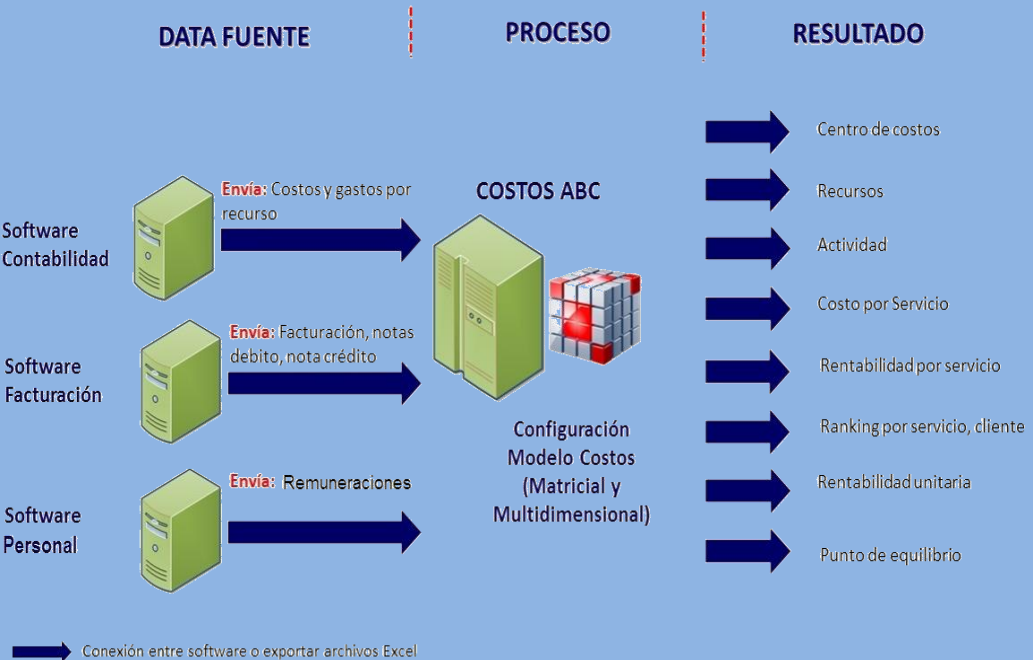 DATA FUENTE
PROCESO
RESULTADO
Software
Contabilidad
Envía: Costos y gastos por
recurso
Software
Facturación
Envía: Facturación, notas
debito, nota crédito
Software
Personal
Envía: Remuneraciones
COSTOS ABC
Configuración
Modelo Costos
(Matricial y
Multidimensional)
Centro de costos
Recursos
Actividad
Costo por Servicio
Rentabilidad por servicio
Ranking por servicio, cliente
Rentabilidad unitaria
Punto de equilibrio
Conexión entre software o exportar archivos Excel